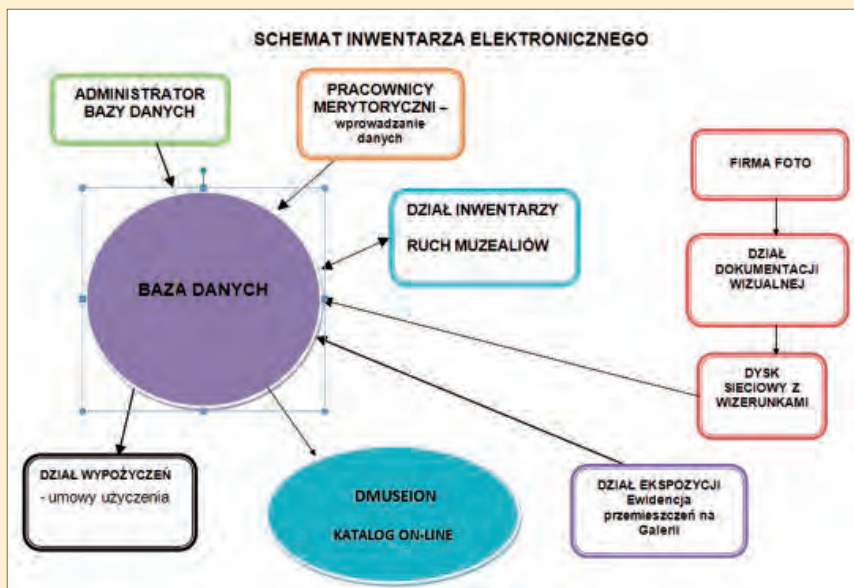 SCHEMAT INWENTARZA ELEKTRONICZNEGO
ADMINISTRATOR
BAZY DANYCH
PRACOWNICY
MERYTORYCZNI –
wprowadzanie
danych
FIRMA FOTO
DZIAŁ INWENTARZY
RUCH MUZEALIÓW
DZIAŁ
DOKUMENTACJI
WIZUALNEJ
BAZA DANYCH
DYSK
SIECIOWY Z
WIZERUNKAMI
DZIAŁ WYPOŻYCZEŃ
- umowy użyczenia
DMUSEION
KATALOG ON-LINE
DZIAŁ EKSPOZYCJI
Ewidencja
przemieszczeń na
Galerii